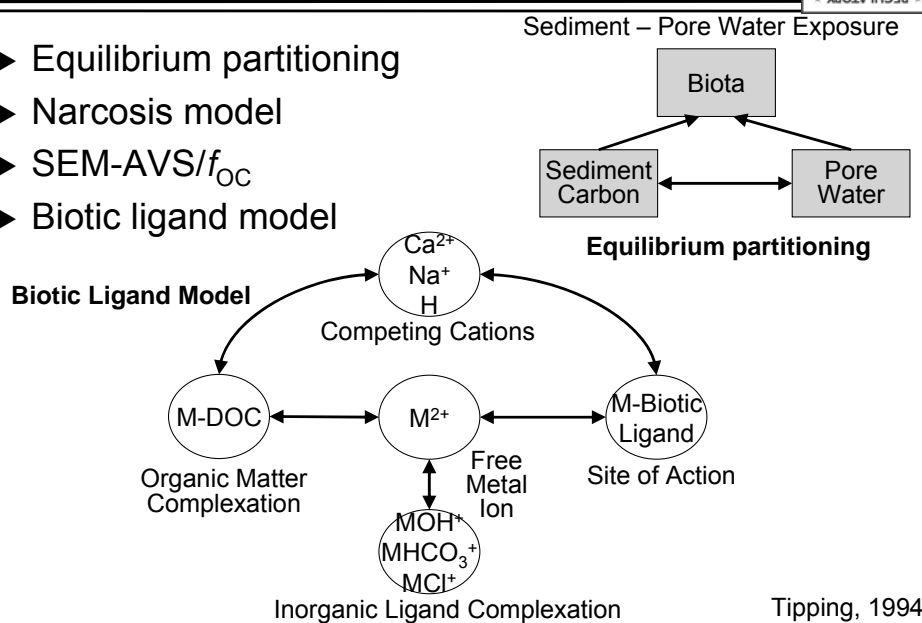 Sediment – Pore Water Exposure
▶ Equilibrium partitioning
▶ Narcosis model
▶ SEM-AVS/f_OC
▶ Biotic ligand model
Biota
Sediment
Carbon
Pore
Water
Equilibrium partitioning
Biotic Ligand Model
Ca²⁺
Na⁺
H
Competing Cations
M-DOC
Organic Matter
Complexation
M²⁺
Free
Metal
Ion
M-Biotic
Ligand
Site of Action
MOH⁺
MHCO₃⁺
MCl⁺
Inorganic Ligand Complexation
Tipping, 1994